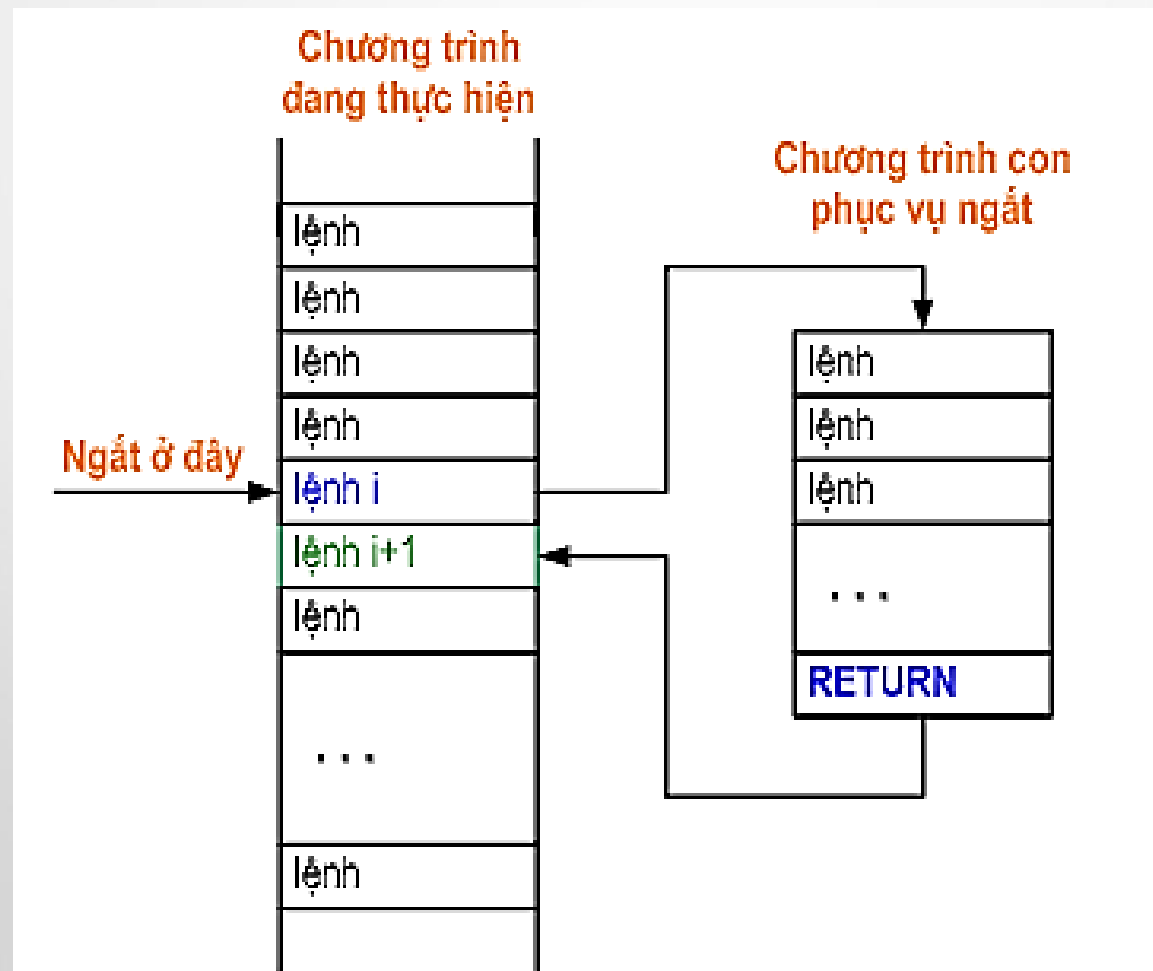 Chương trình
đang thực hiện
Chương trình con
phục vụ ngắt
lệnh
lệnh
lệnh
lệnh
Ngắt ở đây
lệnh i
lệnh i+1
lệnh
...
lệnh
lệnh
lệnh
lệnh
...
RETURN